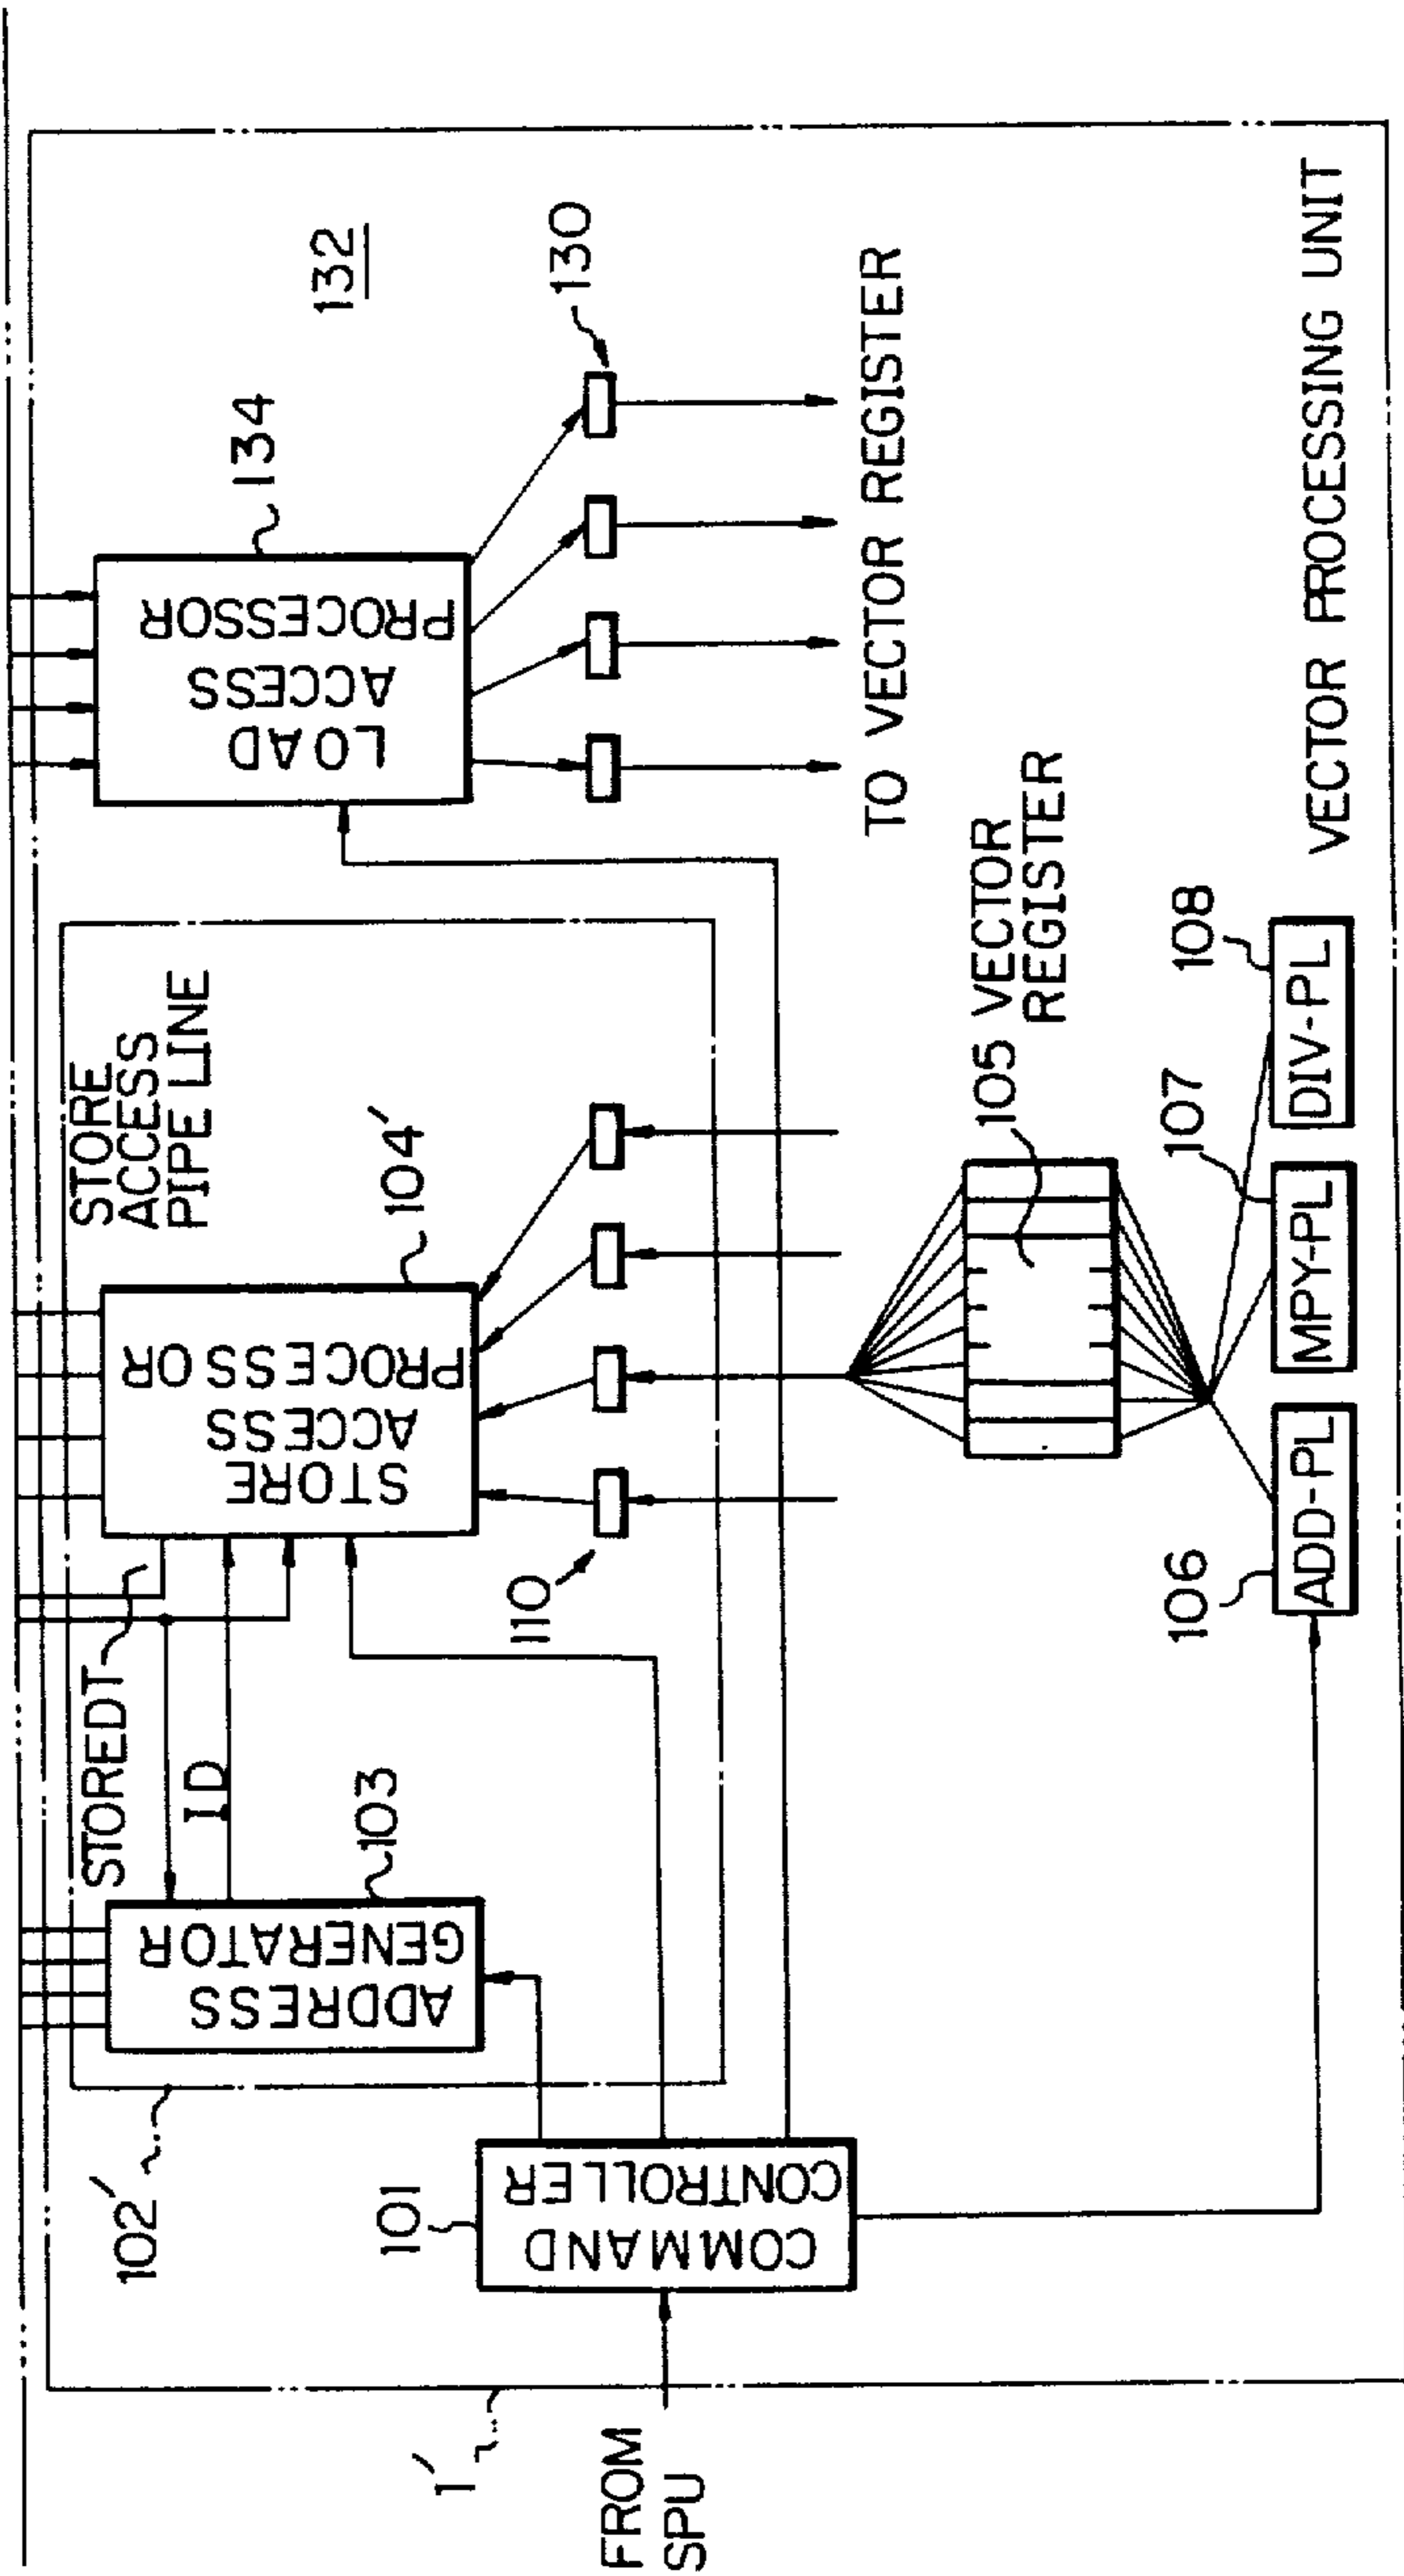 STORE
ACCESS
PIPE LINE
STOREDT
ID
102'
ADDRESS
GENERATOR
103
STORE
ACCESS
PROCESSOR
104'
110
LOAD
ACCESS
PROCESSOR
134
132
130
TO VECTOR REGISTER
101
COMMAND
CONTROLLER
1'
FROM
SPU
105 VECTOR
REGISTER
106
ADD-PL
107
MPY-PL
108
DIV-PL
VECTOR PROCESSING UNIT